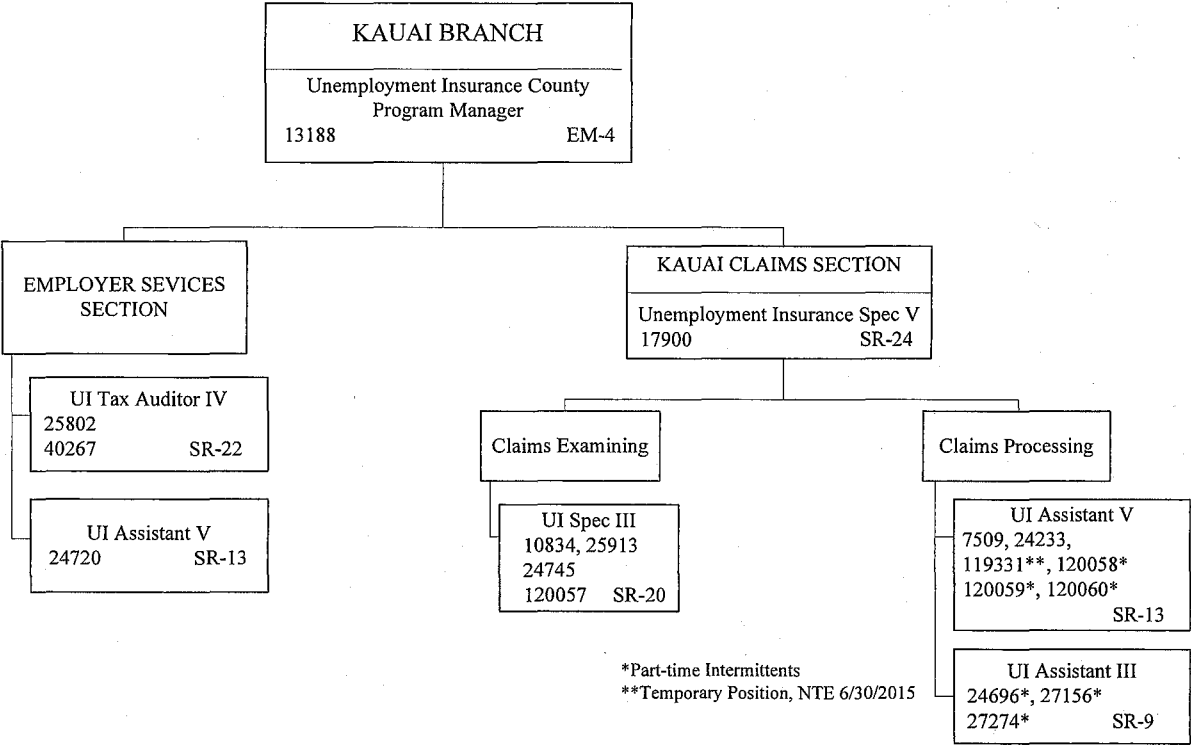 KAUAI BRANCH
Unemployment Insurance County
Program Manager
13188 EM-4
EMPLOYER SEVICES
SECTION
UI Tax Auditor IV
25802
40267 SR-22
UI Assistant V
24720 SR-13
KAUAI CLAIMS SECTION
Unemployment Insurance Spec V
17900 SR-24
Claims Examining
UI Spec III
10834, 25913
24745
120057 SR-20
Claims Processing
UI Assistant V
7509, 24233,
119331**, 120058*
120059*, 120060*
SR-13
UI Assistant III
24696*, 27156*
27274* SR-9
*Part-time Intermittents
**Temporary Position, NTE 6/30/2015